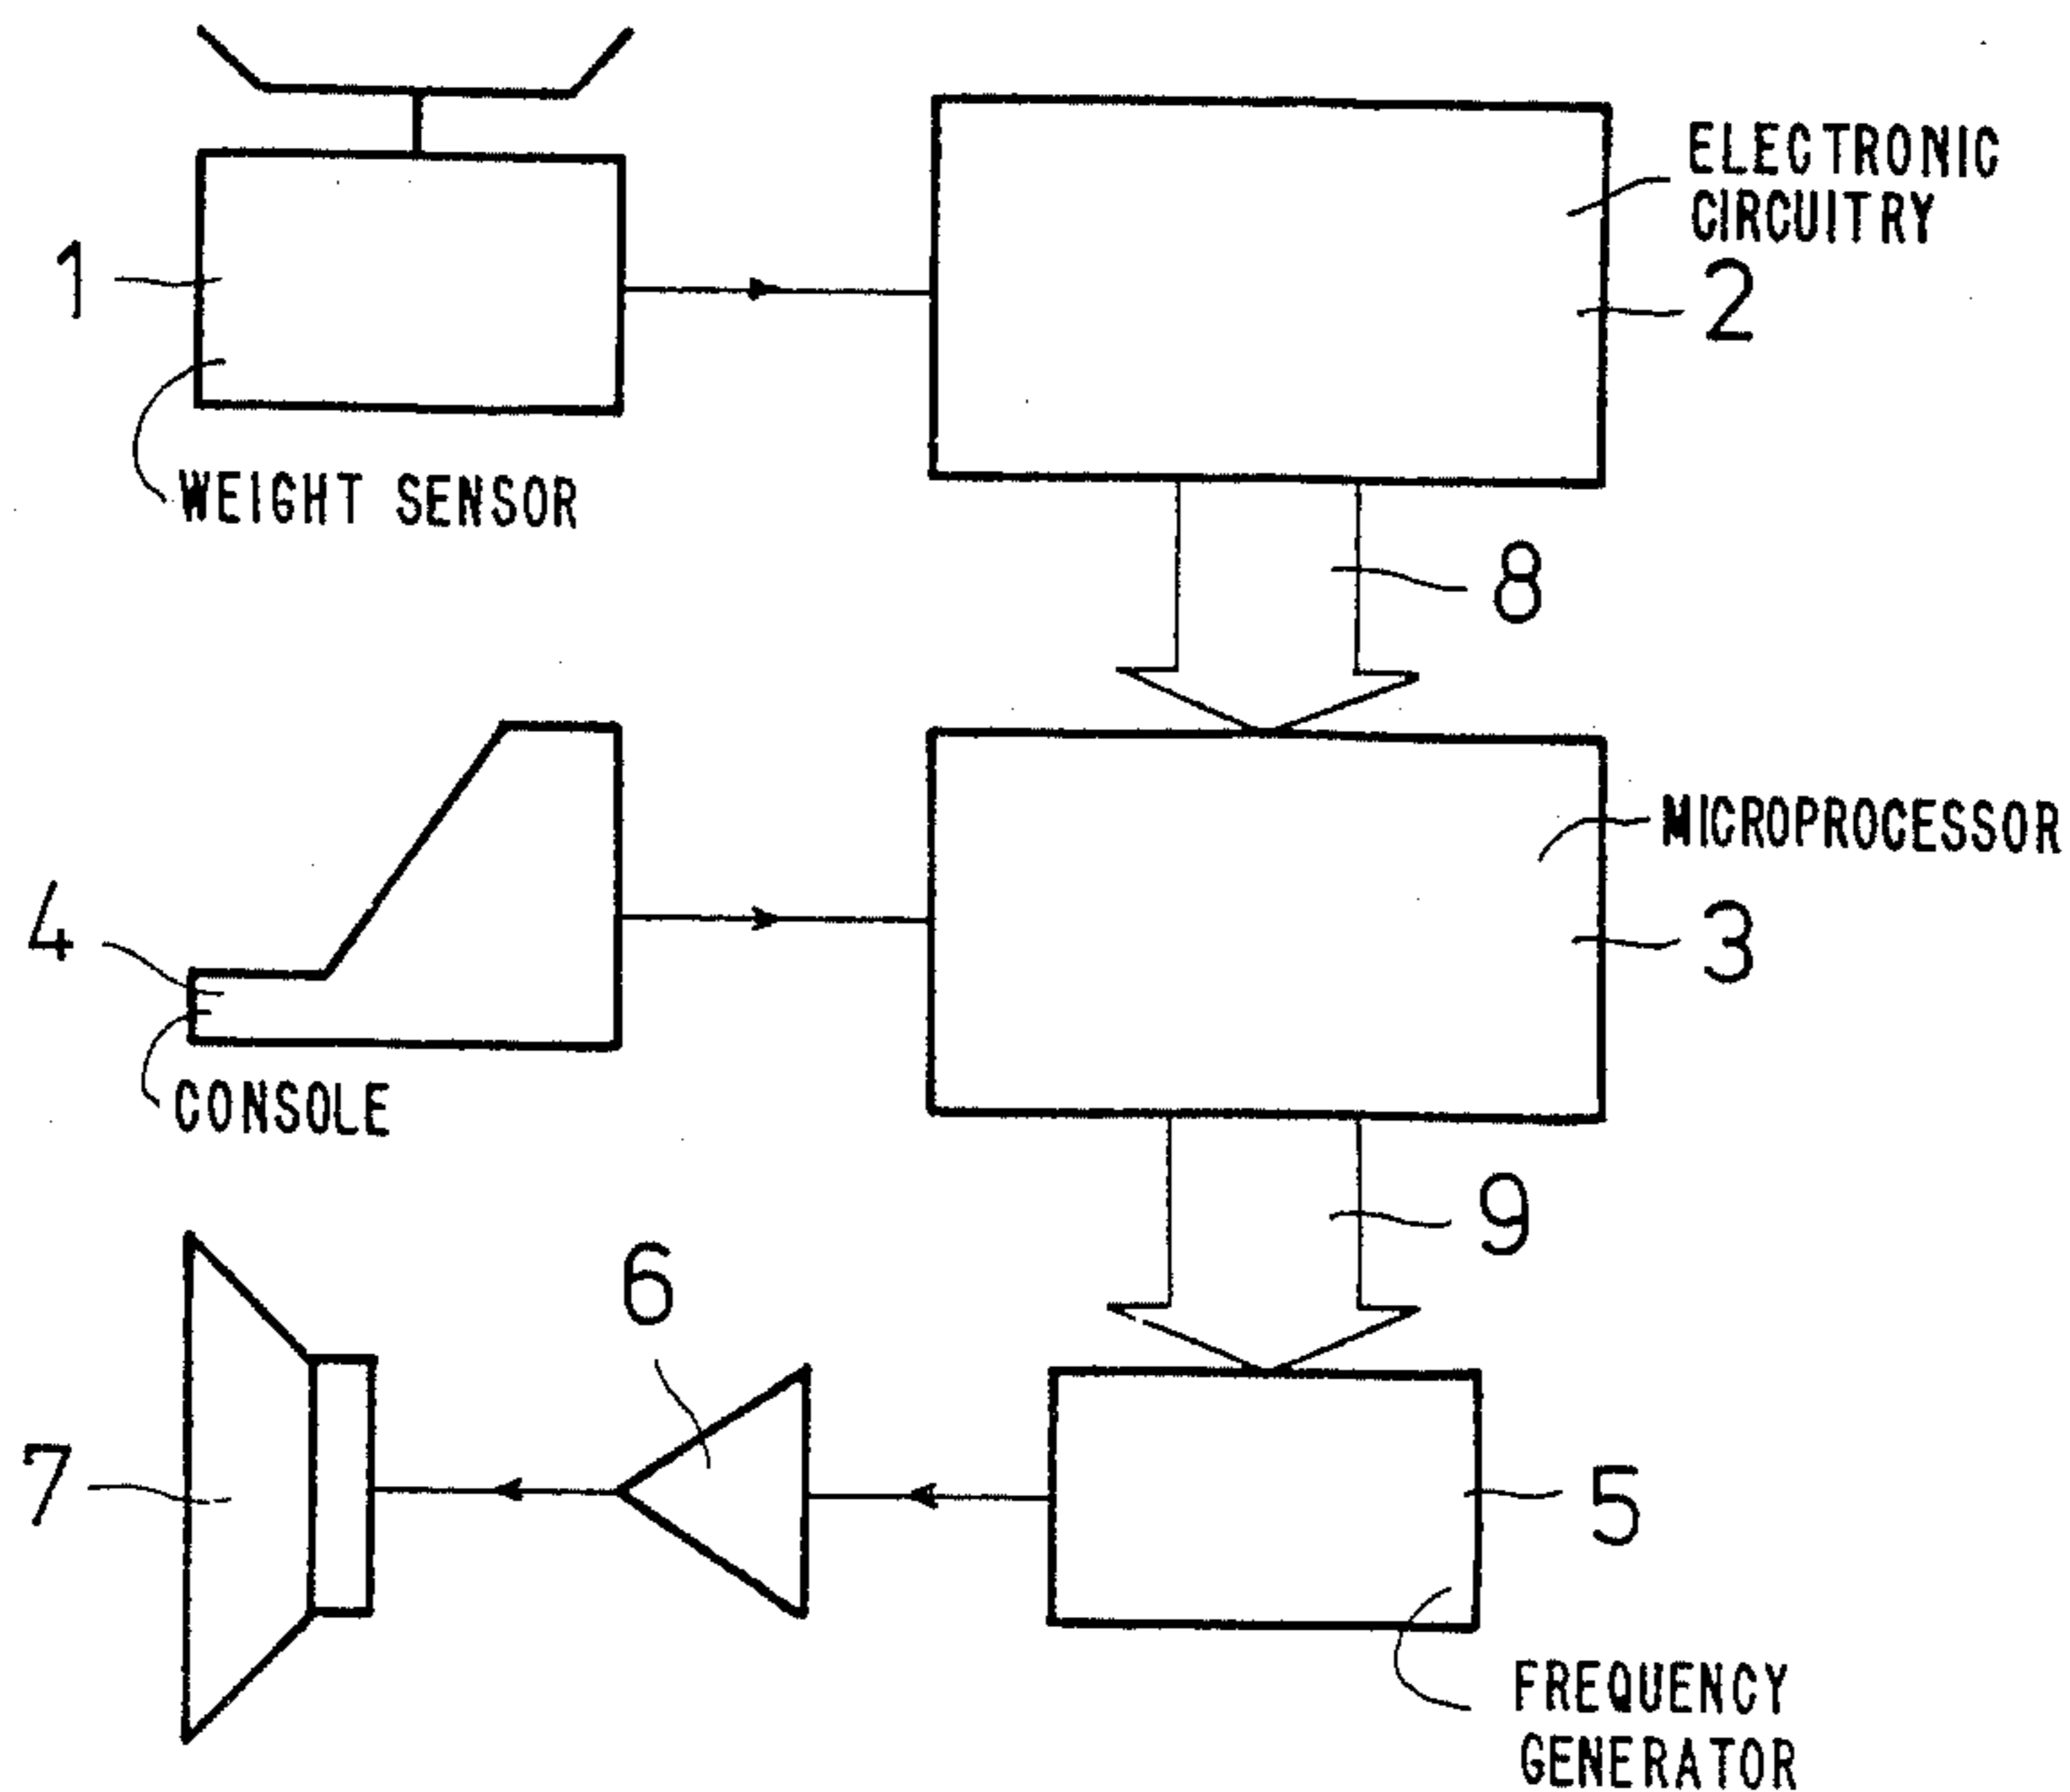 ELECTRONIC
CIRCUITRY
1
2
WEIGHT SENSOR
8
MICROPROCESSOR
4
3
CONSOLE
9
6
7
5
FREQUENCY
GENERATOR